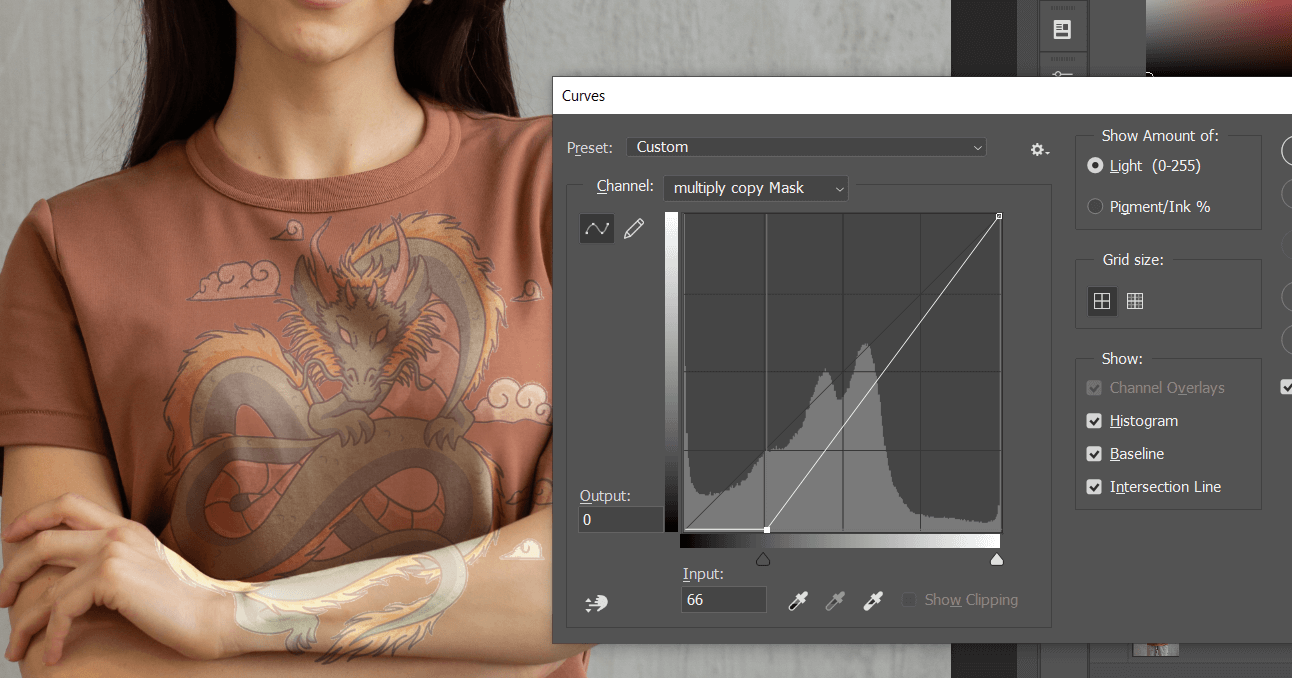 Curves
Preset: Custom
Channel: multiply copy Mask
Output:
0
Input:
66
Show Clipping
Show Amount of:
Light (0-255)
Pigment/Ink %
Grid size:
Show:
Channel Overlays
Histogram
Baseline
Intersection Line